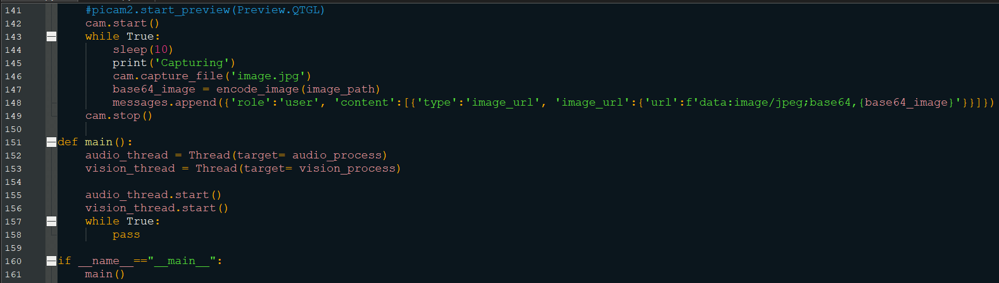 141 #picam2.start_preview(Preview.QTGL)
142 cam.start()
143 while True:
144 sleep(10)
145 print('Capturing')
146 cam.capture_file('image.jpg')
147 base64_image = encode_image(image_path)
148 messages.append({'role':'user', 'content':[{'type':'image_url', 'image_url':{'url':f'data:image/jpeg;base64,{base64_image}'}}]})
149 cam.stop()
150
151 def main():
152 audio_thread = Thread(target= audio_process)
153 vision_thread = Thread(target= vision_process)
154
155 audio_thread.start()
156 vision_thread.start()
157 while True:
158 pass
159
160 if __name__=="__main__":
161 main()